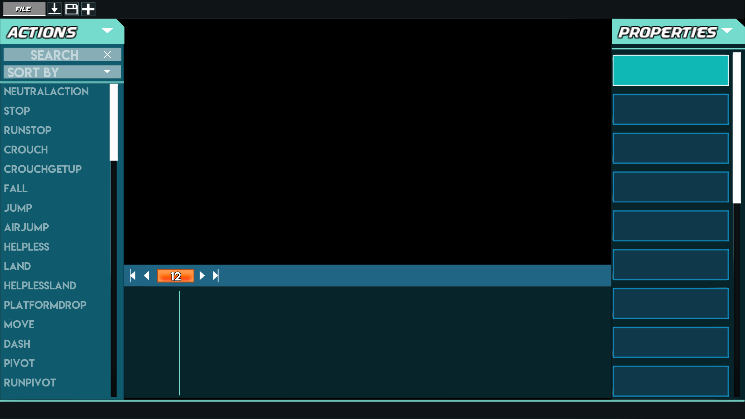 FILE
ACTIONS
PROPERTIES
SEARCH
SORT BY
NEUTRALACTION
STOP
RUNSTOP
CROUCH
CROUCHGETUP
FALL
JUMP
AIRJUMP
HELPLESS
LAND
HELPLESSLAND
PLATFORMDROP
MOVE
DASH
PIVOT
RUNPIVOT
12